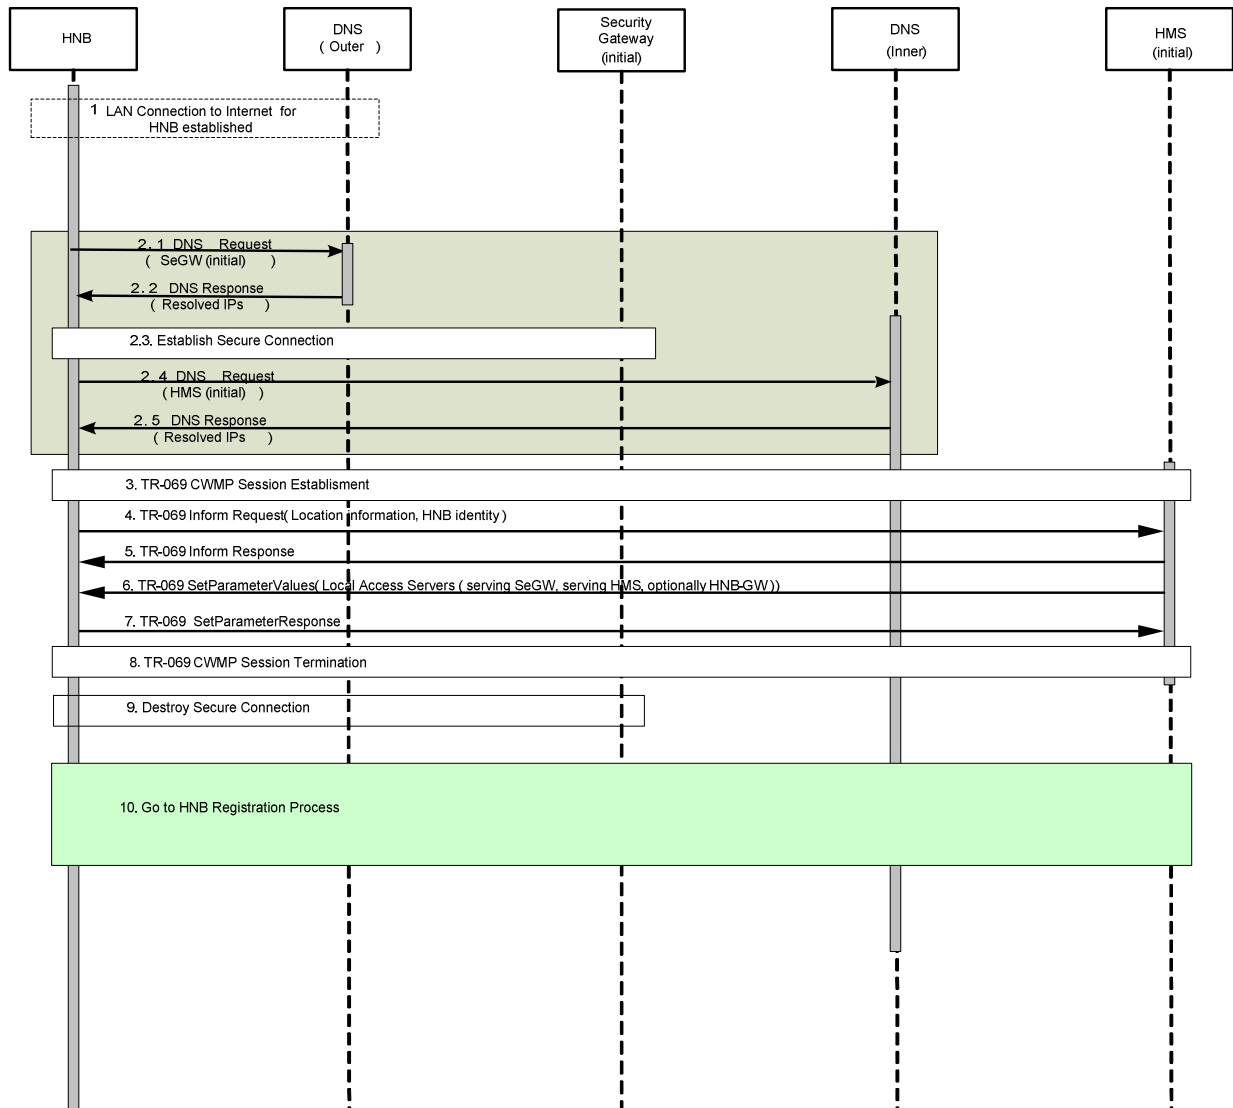 HNB
DNS
( Outer )
Security
Gateway
(initial)
DNS
(Inner)
HMS
(initial)
1 LAN Connection to Internet for
HNB established
2. 1 DNS Request
( SeGW (initial) )
2. 2 DNS Response
( Resolved IPs )
2.3. Establish Secure Connection
2. 4 DNS Request
(HMS (initial) )
2. 5 DNS Response
( Resolved IPs )
3. TR-069 CWMP Session Establisment
4. TR-069 Inform Request( Location information, HNB identity )
5. TR-069 Inform Response
6. TR-069 SetParameterValues( Local Access Servers ( serving SeGW, serving HMS, optionally HNB-GW ))
7. TR-069 SetParameterResponse
8. TR-069 CWMP Session Termination
9. Destroy Secure Connection
10. Go to HNB Registration Process